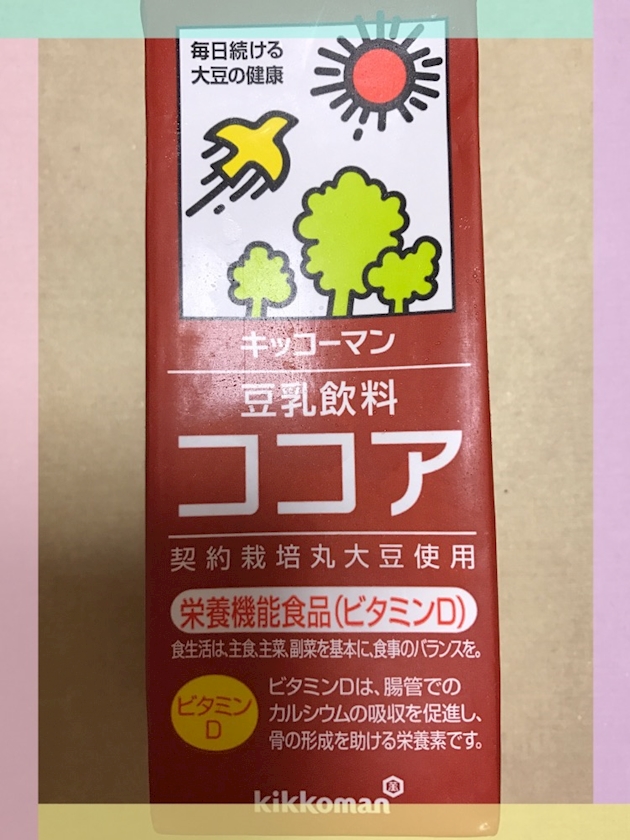 毎日続ける
大豆の健康
キッコーマン
豆乳飲料
ココア
契約栽培丸大豆使用
栄養機能食品(ビタミンD)
食生活は、主食、主菜、副菜を基本に、食事のバランスを。
ビタミン
D
ビタミンDは、腸管での
カルシウムの吸収を促進し、
骨の形成を助ける栄養素です。
kikkoman